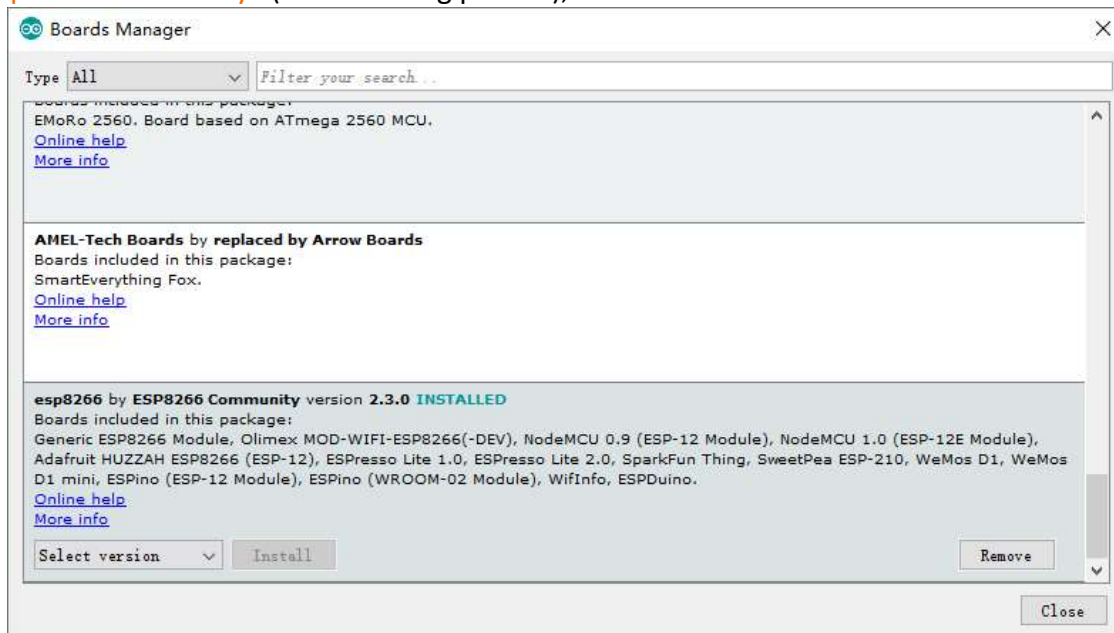 Boards Manager
Type All Filter your search...
Boards included in this package:
EMoRo 2560. Board based on ATmega 2560 MCU.
Online help
More info
AMEL-Tech Boards by replaced by Arrow Boards
Boards included in this package:
SmartEverything Fox.
Online help
More info
esp8266 by ESP8266 Community version 2.3.0 INSTALLED
Boards included in this package:
Generic ESP8266 Module, Olimex MOD-WIFI-ESP8266(-DEV), NodeMCU 0.9 (ESP-12 Module), NodeMCU 1.0 (ESP-12E Module),
Adafruit HUZZAH ESP8266 (ESP-12), ESPresso Lite 1.0, ESPresso Lite 2.0, SparkFun Thing, SweetPea ESP-210, WeMos D1, WeMos
D1 mini, ESPino (ESP-12 Module), ESPino (WROOM-02 Module), WifInfo, ESPDuino.
Online help
More info
Select version Install Remove
Close